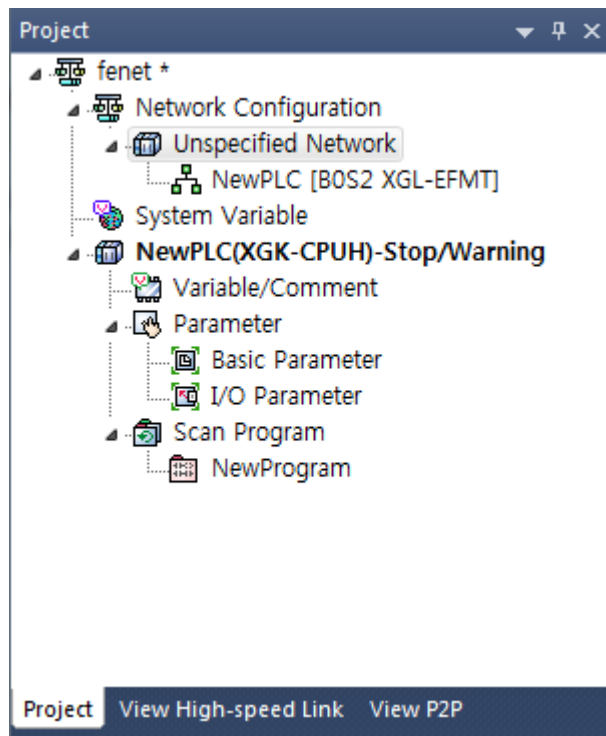 Project
fenet *
Network Configuration
Unspecified Network
NewPLC [B0S2 XGL-EFMT]
System Variable
NewPLC(XGK-CPUH)-Stop/Warning
Variable/Comment
Parameter
Basic Parameter
I/O Parameter
Scan Program
NewProgram
Project View High-speed Link View P2P